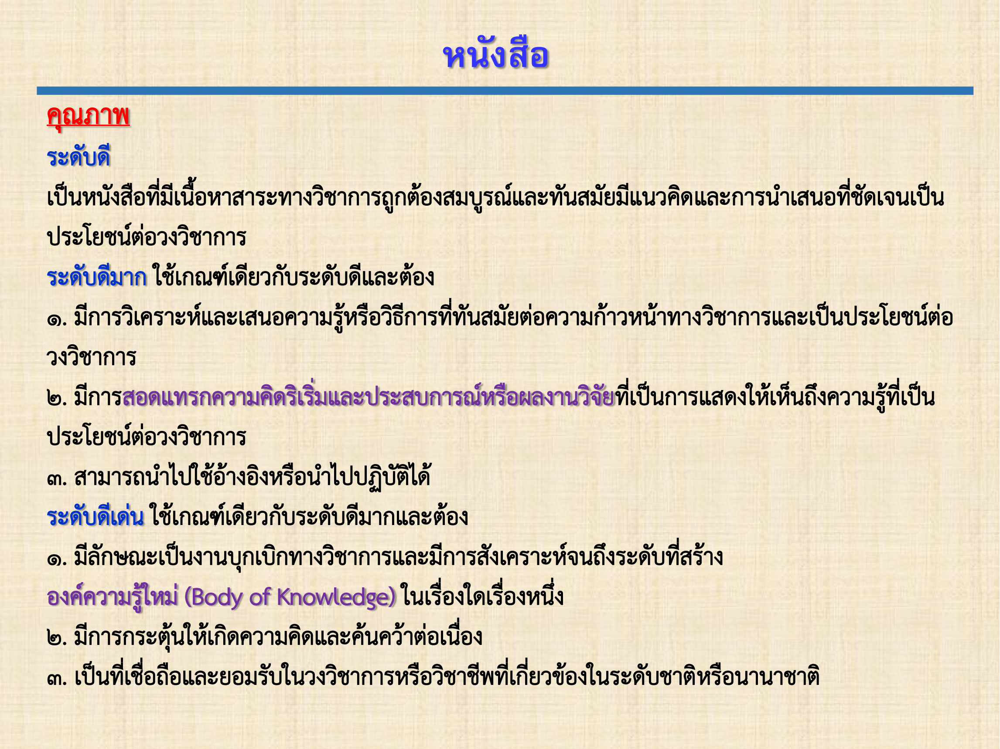 หนังสือ
คุณภาพ
ระดับดี
เป็นหนังสือที่มีเนื้อหาสาระทางวิชาการถูกต้องสมบูรณ์และทันสมัยมีแนวคิดและการนำเสนอที่ชัดเจนเป็น
ประโยชน์ต่อวงวิชาการ
ระดับดีมาก ใช้เกณฑ์เดียวกับระดับดีและต้อง
๑. มีการวิเคราะห์และเสนอความรู้หรือวิธีการที่ทันสมัยต่อความก้าวหน้าทางวิชาการและเป็นประโยชน์ต่อ
วงวิชาการ
๒. มีการสอดแทรกความคิดริเริ่มและประสบการณ์หรือผลงานวิจัยที่เป็นการแสดงให้เห็นถึงความรู้ที่เป็น
ประโยชน์ต่อวงวิชาการ
๓. สามารถนำไปใช้อ้างอิงหรือนำไปปฏิบัติได้
ระดับดีเด่น ใช้เกณฑ์เดียวกับระดับดีมากและต้อง
๑. มีลักษณะเป็นงานบุกเบิกทางวิชาการและมีการสังเคราะห์จนถึงระดับที่สร้าง
องค์ความรู้ใหม่ (Body of Knowledge) ในเรื่องใดเรื่องหนึ่ง
๒. มีการกระตุ้นให้เกิดความคิดและค้นคว้าต่อเนื่อง
๓. เป็นที่เชื่อถือและยอมรับในวงวิชาการหรือวิชาชีพที่เกี่ยวข้องในระดับชาติหรือนานาชาติ